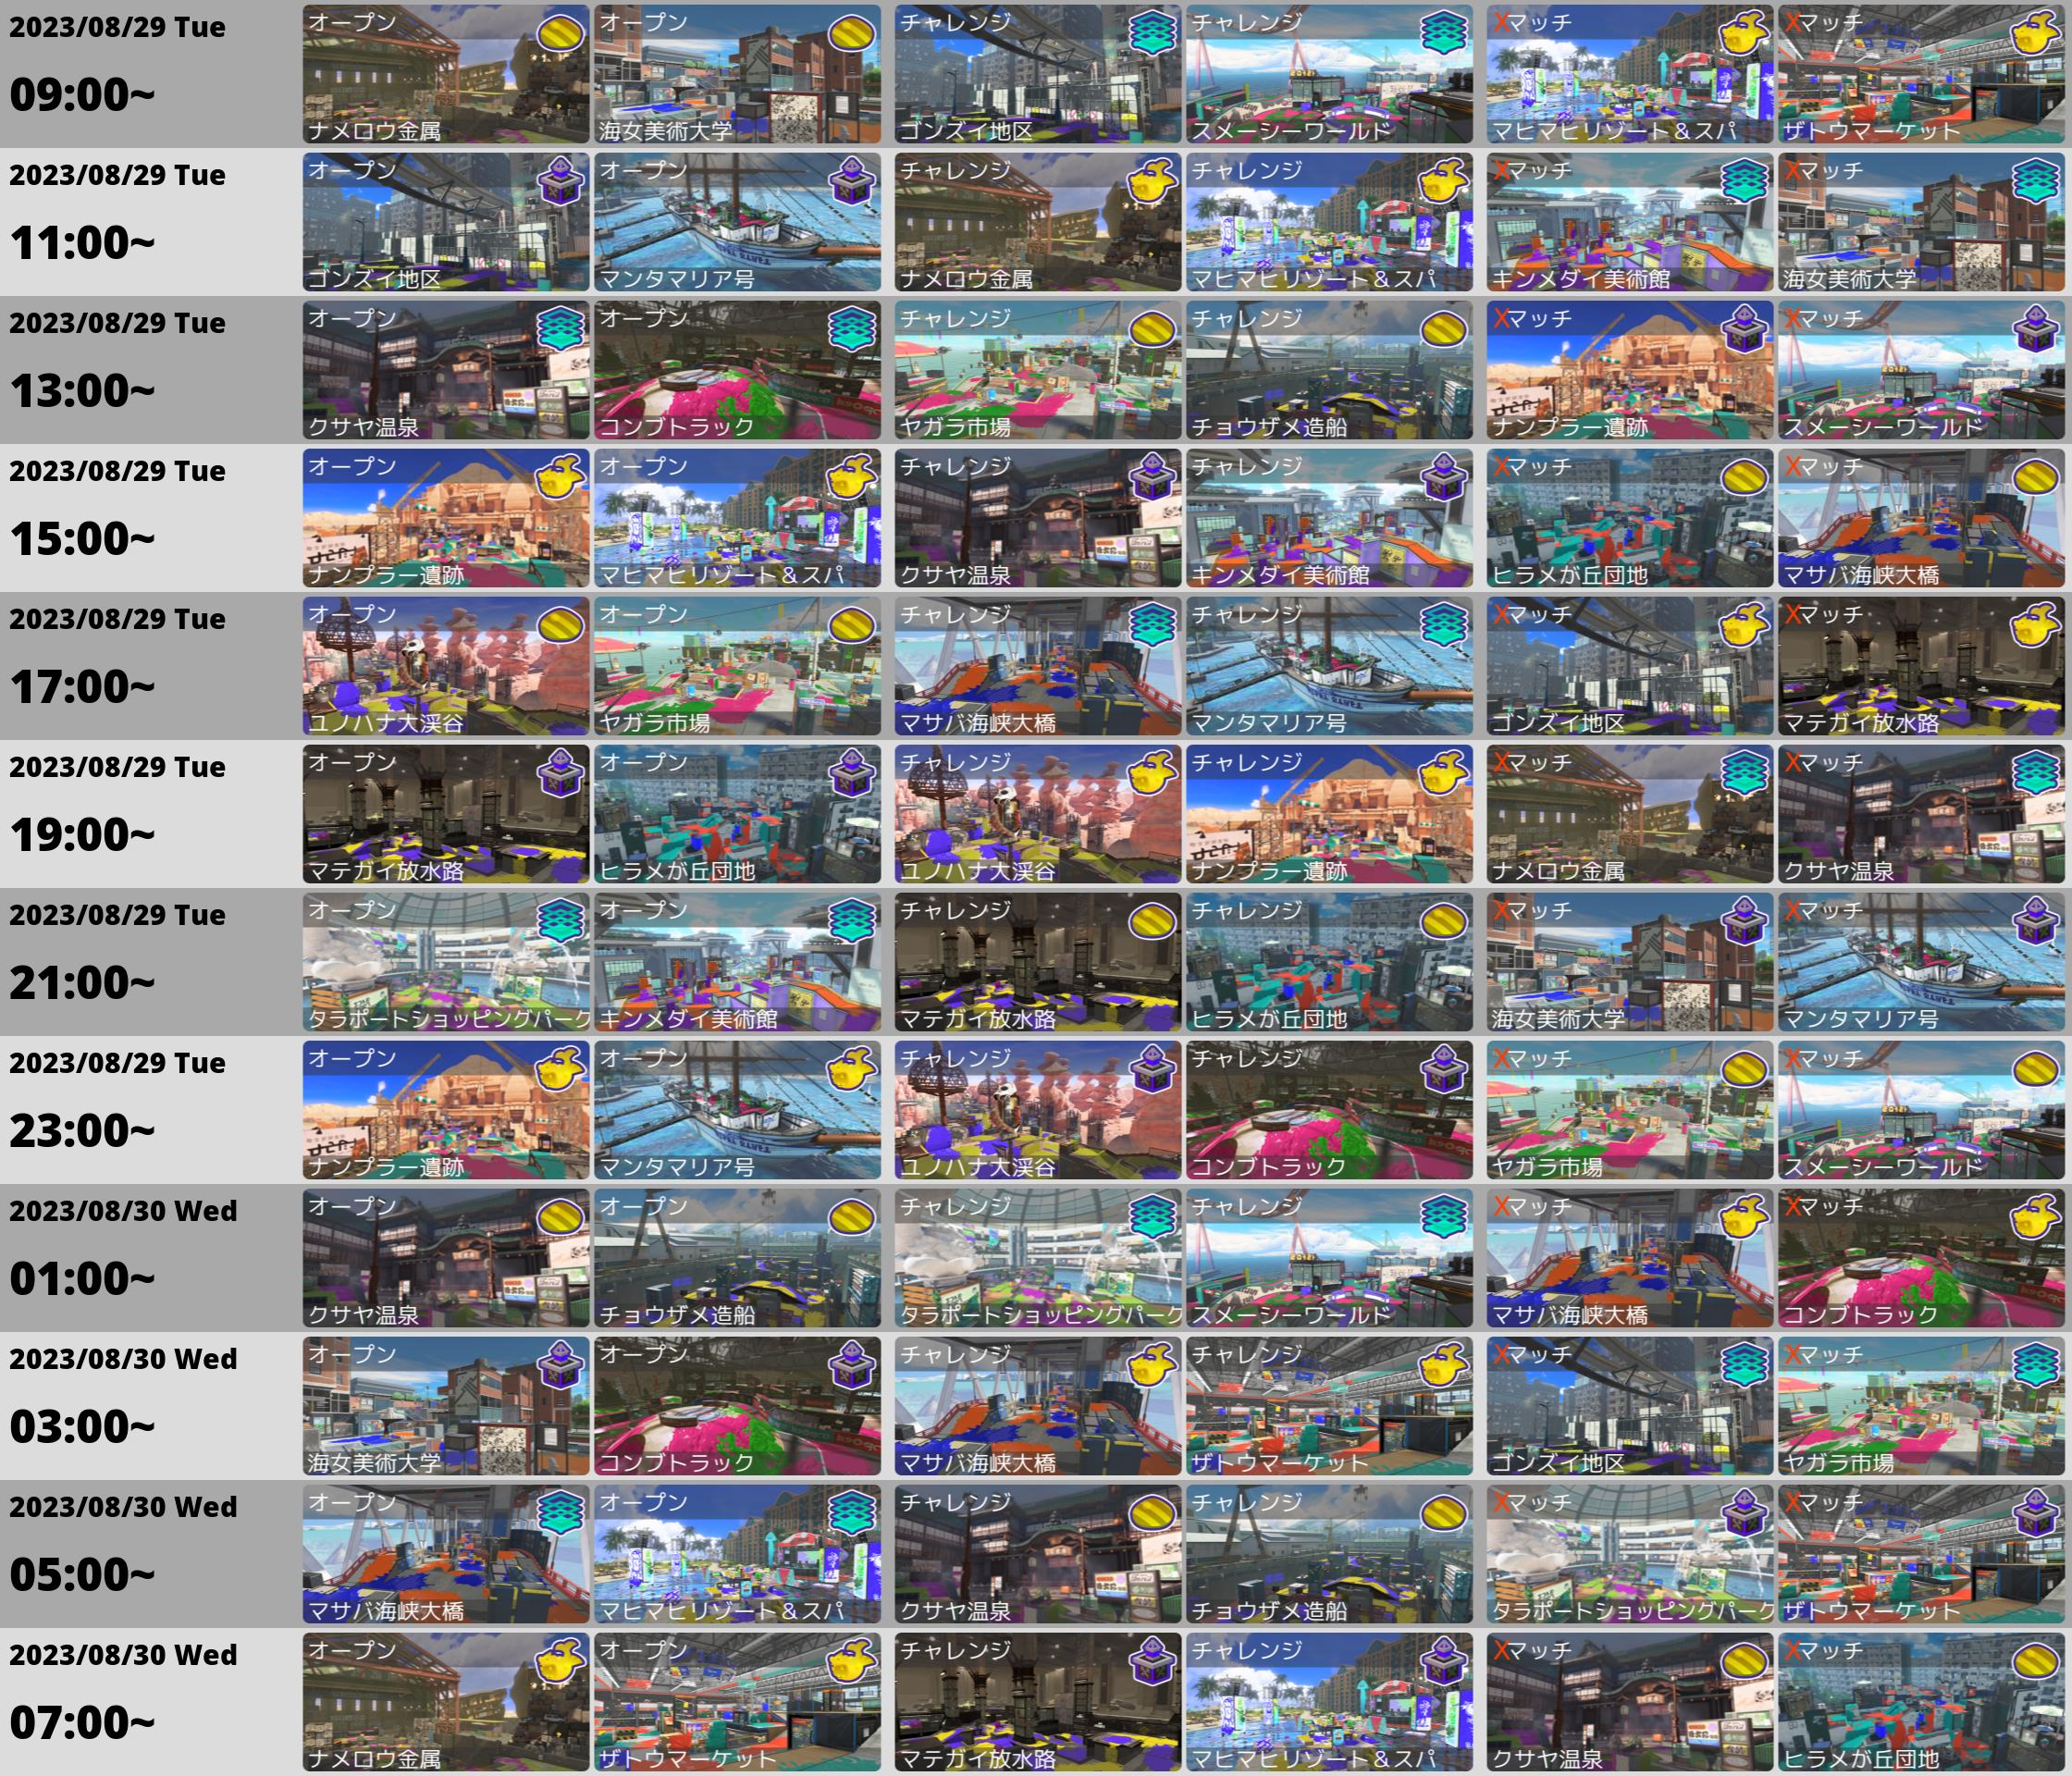 2023/08/29 Tue
09:00~
オープン
ナメロウ金属
オープン
海女美術大学
チャレンジ
ゴンズイ地区
チャレンジ
スメーシーワールド
Xマッチ
マヒマヒリゾート＆スパ
Xマッチ
ザトウマーケット
2023/08/29 Tue
11:00~
オープン
ゴンズイ地区
オープン
マンタマリア号
チャレンジ
ナメロウ金属
チャレンジ
マヒマヒリゾート＆スパ
Xマッチ
キンメダイ美術館
Xマッチ
海女美術大学
2023/08/29 Tue
13:00~
オープン
クサヤ温泉
オープン
コンブトラック
チャレンジ
ヤガラ市場
チャレンジ
チョウザメ造船
Xマッチ
ナンプラー遺跡
Xマッチ
スメーシーワールド
2023/08/29 Tue
15:00~
オープン
ナンプラー遺跡
オープン
マヒマヒリゾート＆スパ
チャレンジ
クサヤ温泉
チャレンジ
キンメダイ美術館
Xマッチ
ヒラメが丘団地
Xマッチ
マサバ海峡大橋
2023/08/29 Tue
17:00~
オープン
ユノハナ大渓谷
オープン
ヤガラ市場
チャレンジ
マサバ海峡大橋
チャレンジ
マンタマリア号
Xマッチ
ゴンズイ地区
Xマッチ
マテガイ放水路
2023/08/29 Tue
19:00~
オープン
マテガイ放水路
オープン
ヒラメが丘団地
チャレンジ
ユノハナ大渓谷
チャレンジ
ナンプラー遺跡
Xマッチ
ナメロウ金属
Xマッチ
クサヤ温泉
2023/08/29 Tue
21:00~
オープン
タラポートショッピングパーク
オープン
キンメダイ美術館
チャレンジ
マテガイ放水路
チャレンジ
ヒラメが丘団地
Xマッチ
海女美術大学
Xマッチ
マンタマリア号
2023/08/29 Tue
23:00~
オープン
ナンプラー遺跡
オープン
マンタマリア号
チャレンジ
ユノハナ大渓谷
チャレンジ
コンブトラック
Xマッチ
ヤガラ市場
Xマッチ
スメーシーワールド
2023/08/30 Wed
01:00~
オープン
クサヤ温泉
オープン
チョウザメ造船
チャレンジ
タラポートショッピングパーク
チャレンジ
スメーシーワールド
Xマッチ
マサバ海峡大橋
Xマッチ
コンブトラック
2023/08/30 Wed
03:00~
オープン
海女美術大学
オープン
コンブトラック
チャレンジ
マサバ海峡大橋
チャレンジ
ザトウマーケット
Xマッチ
ゴンズイ地区
Xマッチ
ヤガラ市場
2023/08/30 Wed
05:00~
オープン
マサバ海峡大橋
オープン
マヒマヒリゾート＆スパ
チャレンジ
クサヤ温泉
チャレンジ
チョウザメ造船
Xマッチ
タラポートショッピングパーク
Xマッチ
ザトウマーケット
2023/08/30 Wed
07:00~
オープン
ナメロウ金属
オープン
ザトウマーケット
チャレンジ
マテガイ放水路
チャレンジ
マヒマヒリゾート＆スパ
Xマッチ
クサヤ温泉
Xマッチ
ヒラメが丘団地